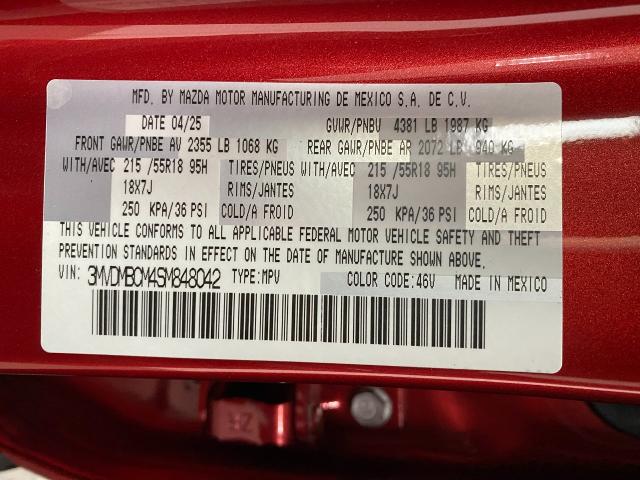 MFD. BY MAZDA MOTOR MANUFACTURING DE MEXICO S.A. DE C.V.
DATE 04/25 GVWR/PNBV 4381 LB 1987 KG
FRONT GAWR/PNBE AV 2355 LB 1068 KG REAR GAWR/PNBE AR 2072 LB 940 KG
WITH/AVEC 215 /55R18 95H TIRES/PNEUS WITH/AVEC 215 /55R18 95H TIRES/PNEUS
18X7J RIMS/JANTES 18X7J RIMS/JANTES
250 KPA/36 PSI COLD/A FROID 250 KPA/36 PSI COLD/A FROID
THIS VEHICLE CONFORMS TO ALL APPLICABLE FEDERAL MOTOR VEHICLE SAFETY AND THEFT
PREVENTION STANDARDS IN EFFECT ON THE DATE OF MANUFACTURE SHOWN ABOVE.
VIN: 3MVDMBCM4SM848042 TYPE:MPV COLOR CODE:46V MADE IN MEXICO